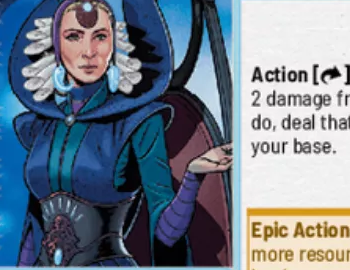 Action [
2 damage fr
do, deal that
your base.
Epic Action
more resour